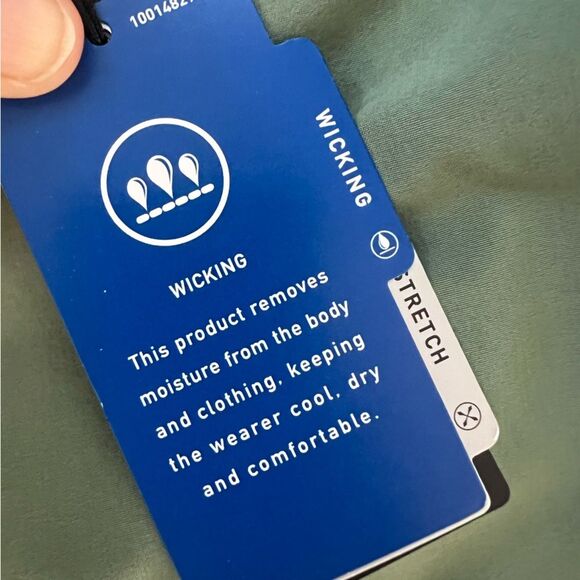 WICKING
WICKING
This product removes
moisture from the body
and clothing, keeping
the wearer cool, dry
and comfortable.
STRETCH